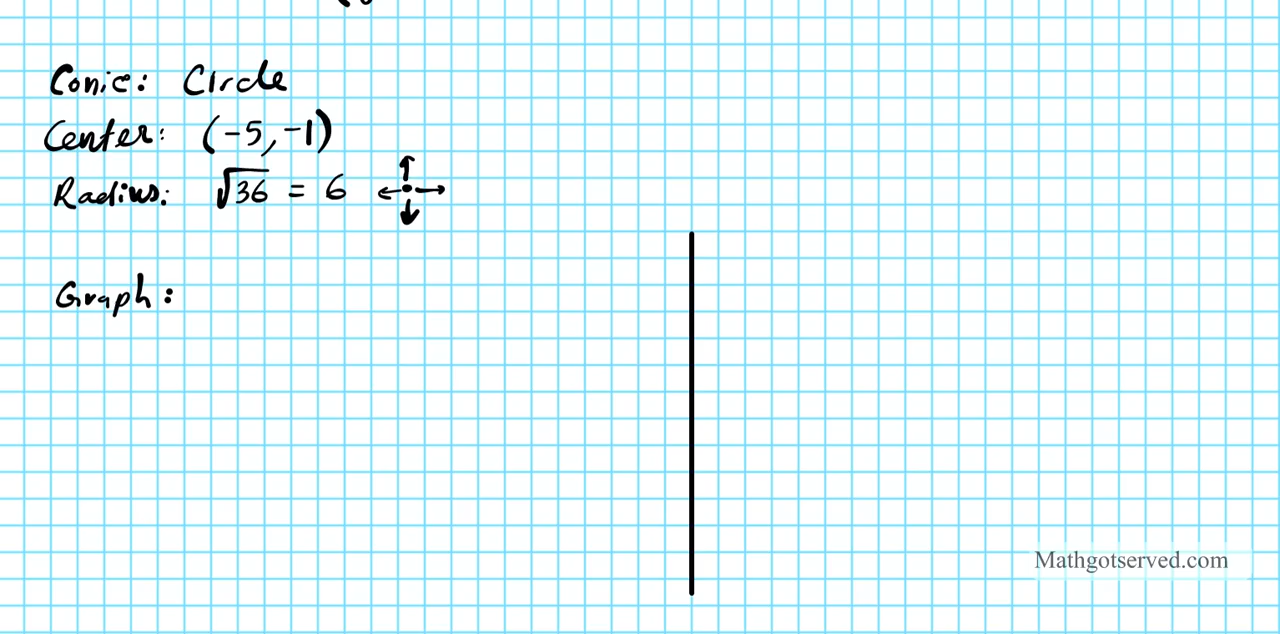 Conic: Circle
Center: (-5, -1)
Radius: √36 = 6
Graph:
Mathgotserved.com